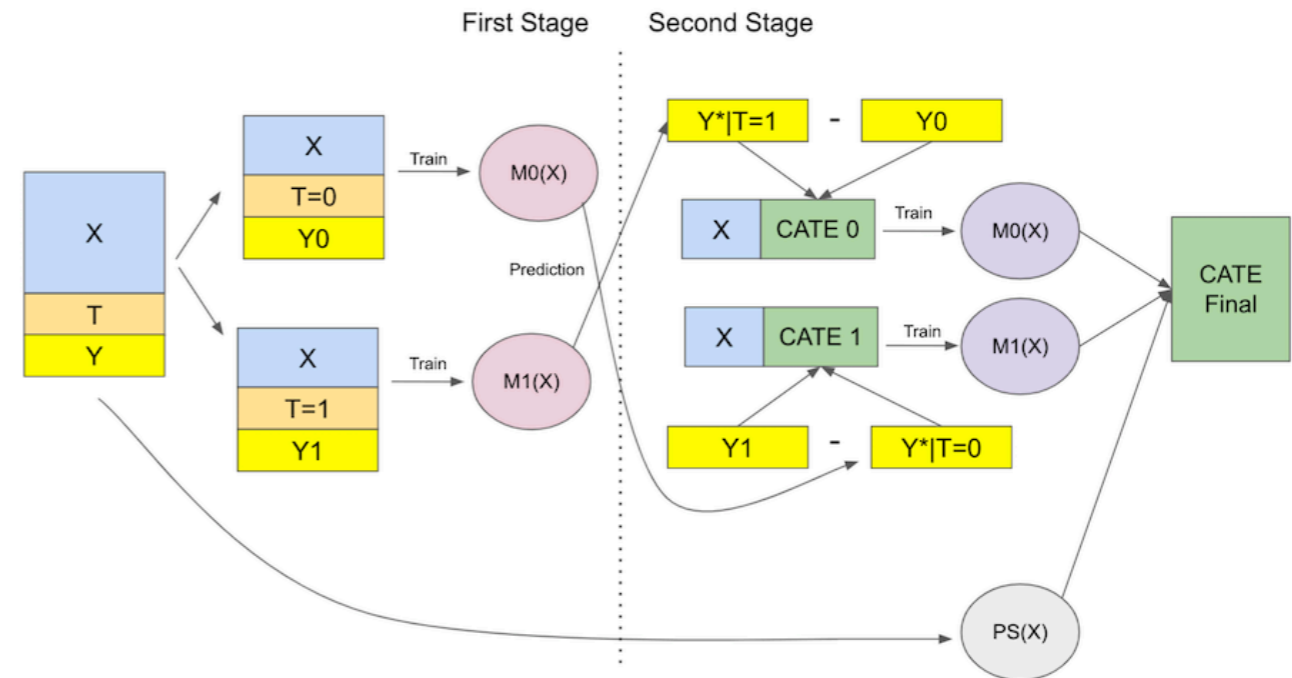 First Stage
Second Stage
X
T
Y
X
T=0
Y0
Train
M0(X)
X
T=1
Y1
Train
M1(X)
Prediction
Y*|T=1
-
Y0
X
CATE 0
Train
M0(X)
X
CATE 1
Train
M1(X)
Y1
-
Y*|T=0
PS(X)
CATE
Final